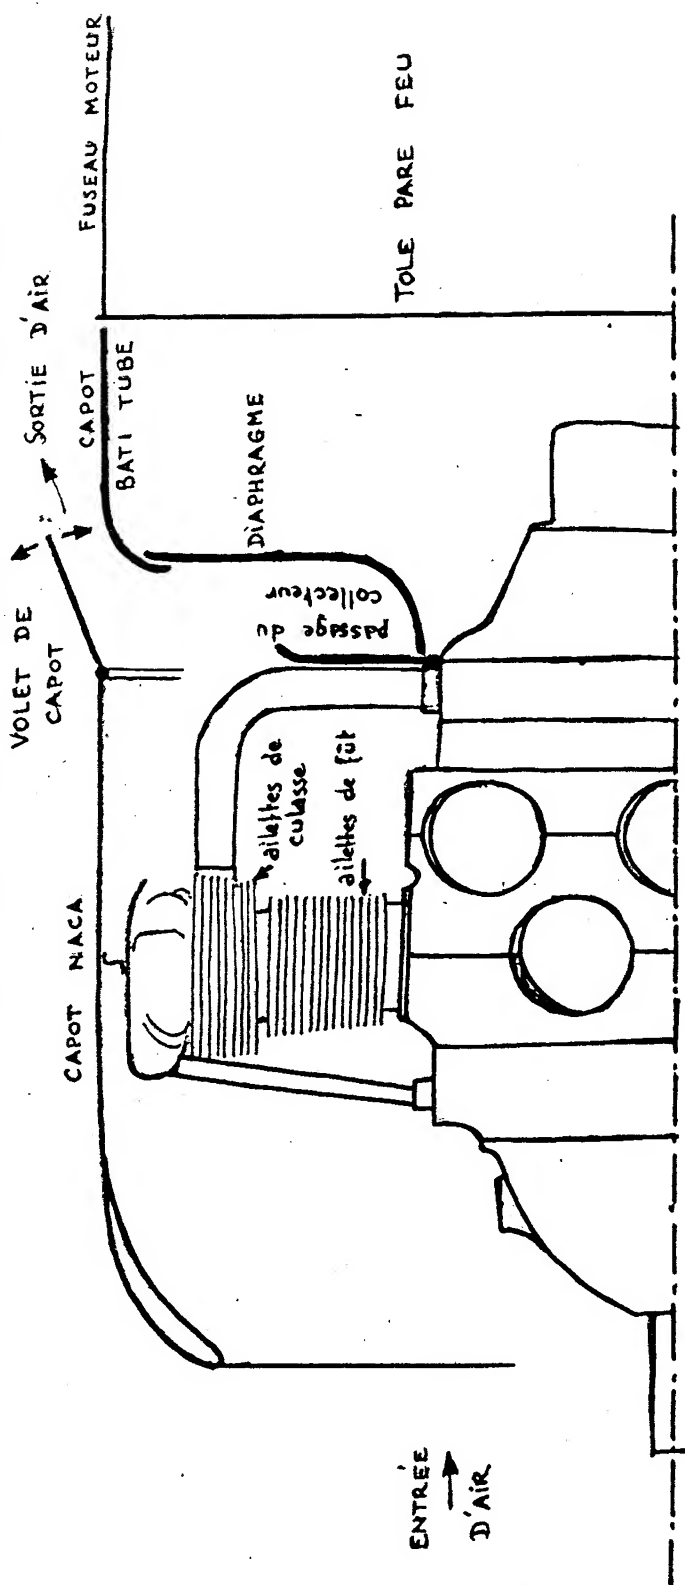 ENTRÉE
D'AIR
CAPOT NACA
VOLET DE
CAPOT
SORTIE D'AIR
CAPOT
BATI TUBE
FUSEAU MOTEUR
DIAPHRAGME
passage du
collecteur
ailettes de
culasse
ailettes de fût
TOLE PARE FEU